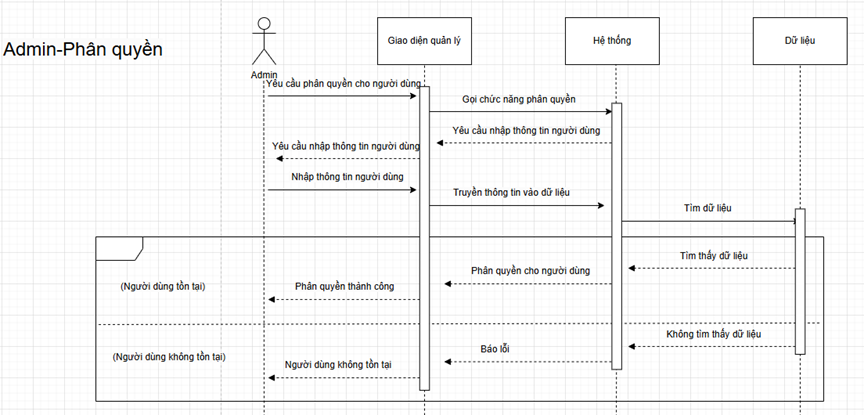 Admin-Phân quyền
Admin
Giao diện quản lý
Hệ thống
Dữ liệu
Yêu cầu phân quyền cho người dùng
Gọi chức năng phân quyền
Yêu cầu nhập thông tin người dùng
Yêu cầu nhập thông tin người dùng
Nhập thông tin người dùng
Truyền thông tin vào dữ liệu
Tìm dữ liệu
Tìm thấy dữ liệu
Phân quyền cho người dùng
(Người dùng tồn tại)
Phân quyền thành công
Không tìm thấy dữ liệu
Báo lỗi
(Người dùng không tồn tại)
Người dùng không tồn tại